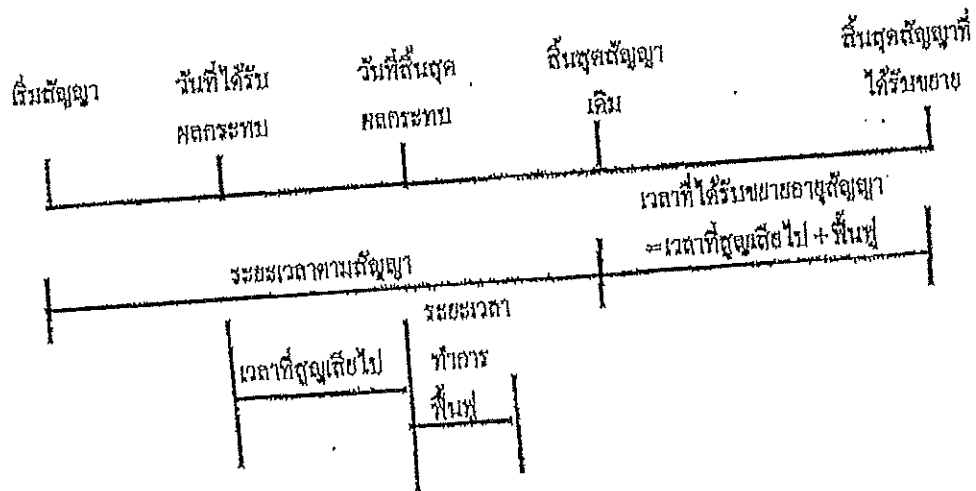 เริ่มสัญญา
วันที่ได้รับ
ผลกระทบ
วันที่สิ้นสุด
ผลกระทบ
สิ้นสุดสัญญา
เดิม
สิ้นสุดสัญญาที่
ได้รับขยาย
เวลาที่ได้รับขยายอายุสัญญา
=เวลาที่สูญเสียไป+ฟื้นฟู
ระยะเวลาตามสัญญา
เวลาที่สูญเสียไป
ระยะเวลา
ทำการ
ฟื้นฟู